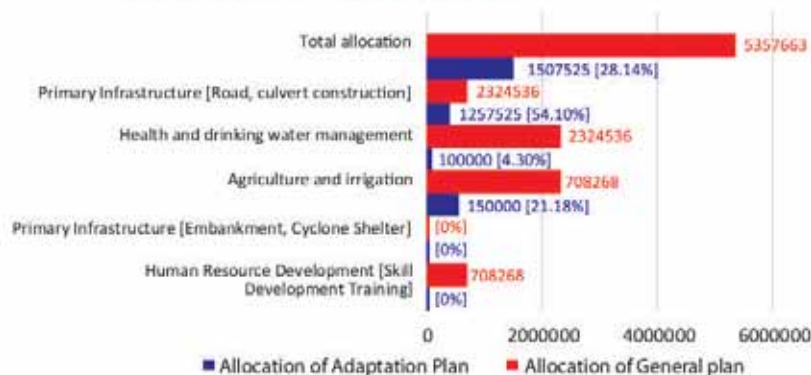 Total allocation
5357663
1507525 [28.14%]
Primary Infrastructure [Road, culvert construction]
2324536
1257525 [54.10%]
Health and drinking water management
2324536
100000 [4.30%]
Agriculture and irrigation
708268
150000 [21.18%]
Primary Infrastructure [Embankment, Cyclone Shelter]
[0%]
[0%]
Human Resource Development [Skill
Development Training]
708268
[0%]
0 2000000 4000000 6000000
Allocation of Adaptation Plan Allocation of General plan